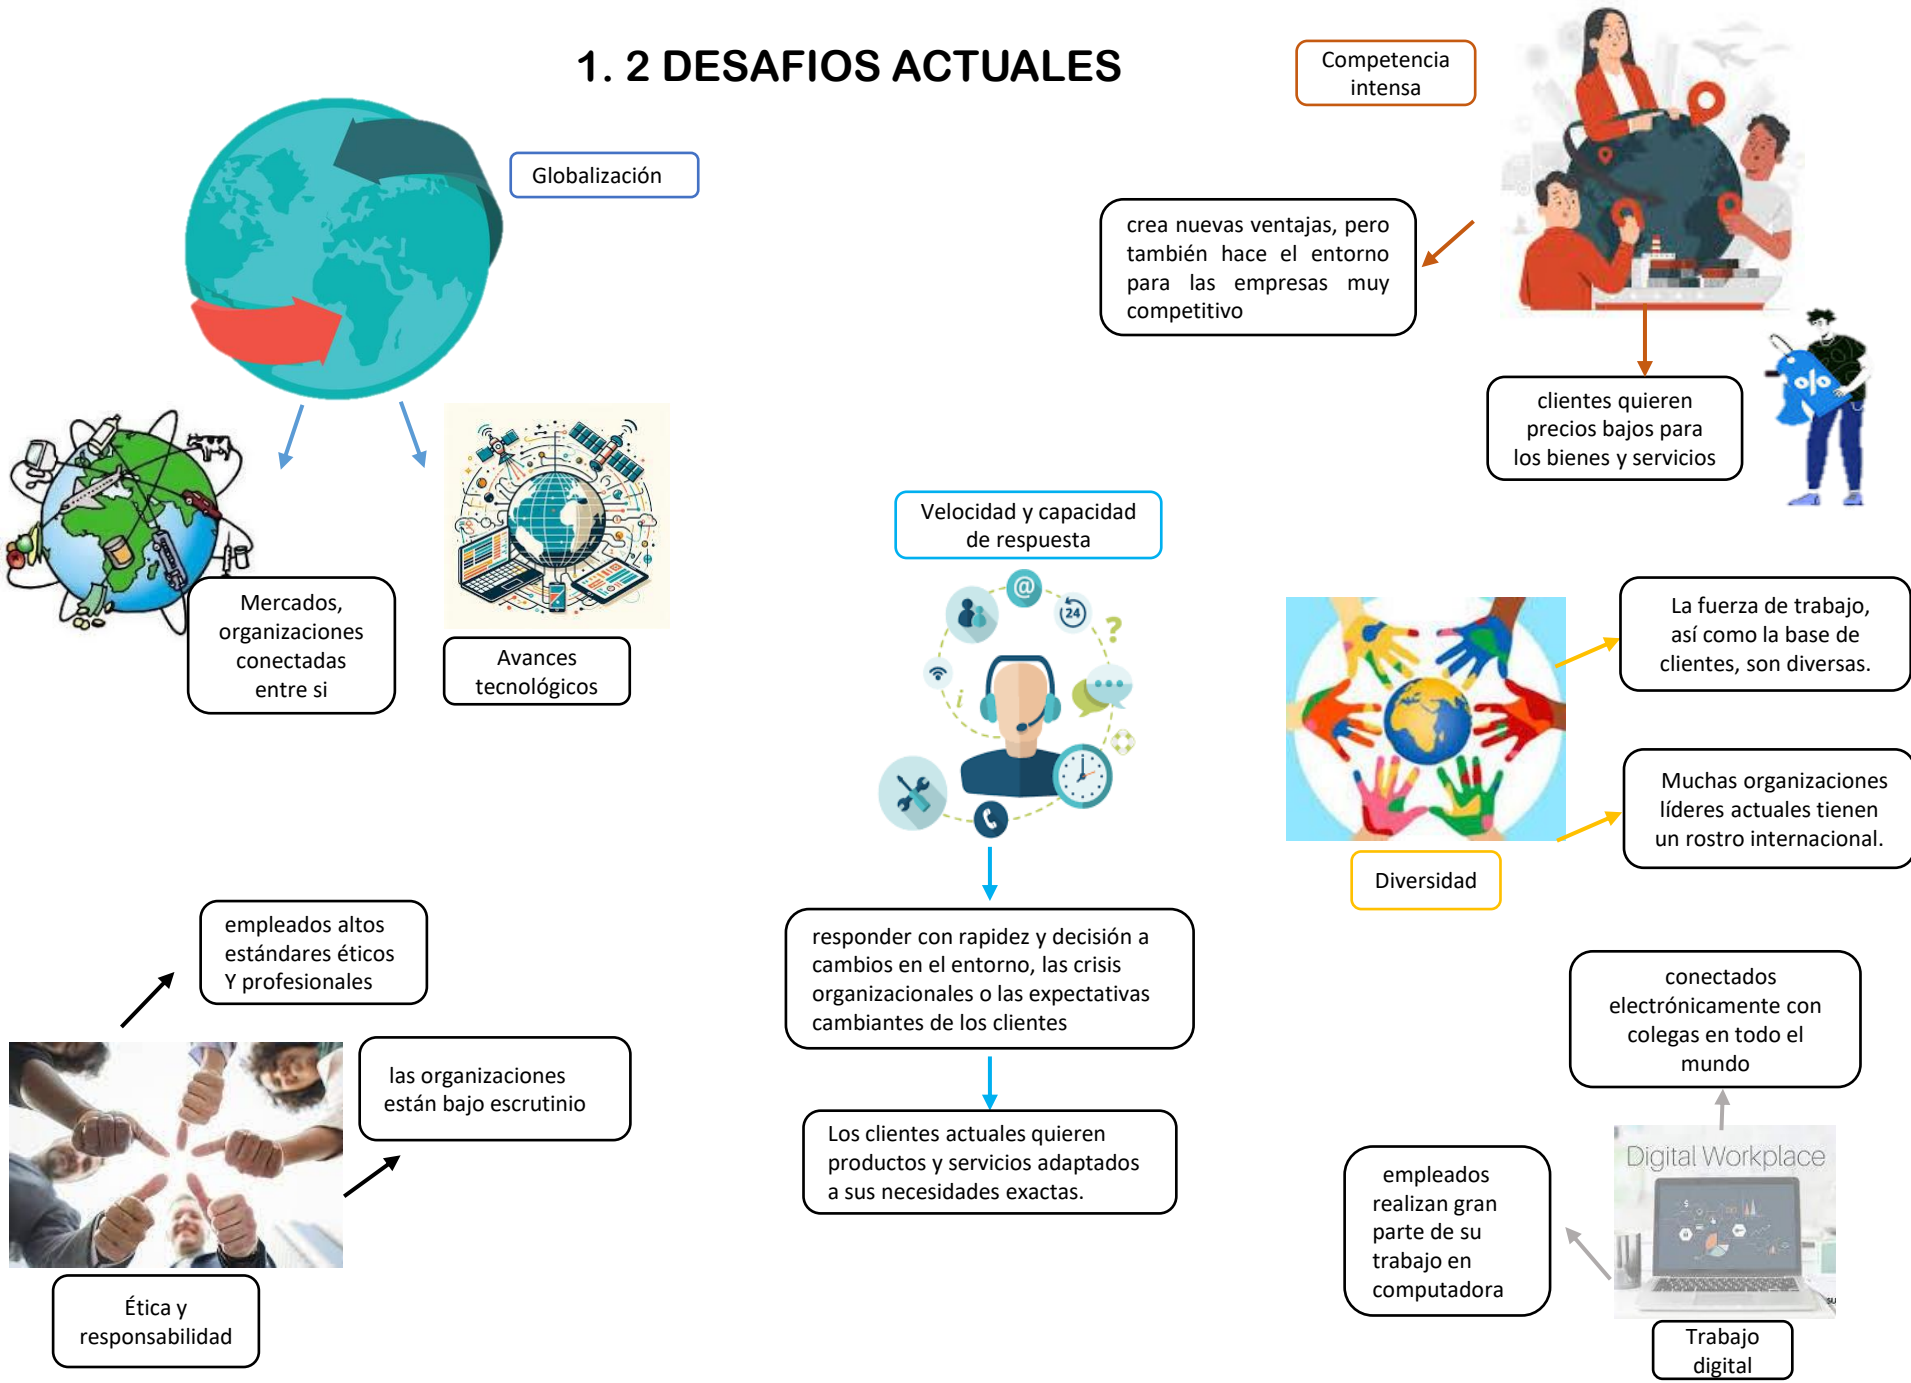 1. 2 DESAFIOS ACTUALES
Globalización
Mercados,
organizaciones
conectadas
entre si
Avances
tecnológicos
Competencia
intensa
crea nuevas ventajas, pero
también hace el entorno
para las empresas muy
competitivo
clientes quieren
precios bajos para
los bienes y servicios
%
Velocidad y capacidad
de respuesta
@
24
?
i
responder con rapidez y decisión a
cambios en el entorno, las crisis
organizacionales o las expectativas
cambiantes de los clientes
Los clientes actuales quieren
productos y servicios adaptados
a sus necesidades exactas.
La fuerza de trabajo,
así como la base de
clientes, son diversas.
Muchas organizaciones
líderes actuales tienen
un rostro internacional.
Diversidad
empleados altos
estándares éticos
Y profesionales
las organizaciones
están bajo escrutinio
Ética y
responsabilidad
conectados
electrónicamente con
colegas en todo el
mundo
Digital Workplace
empleados
realizan gran
parte de su
trabajo en
computadora
Trabajo
digital